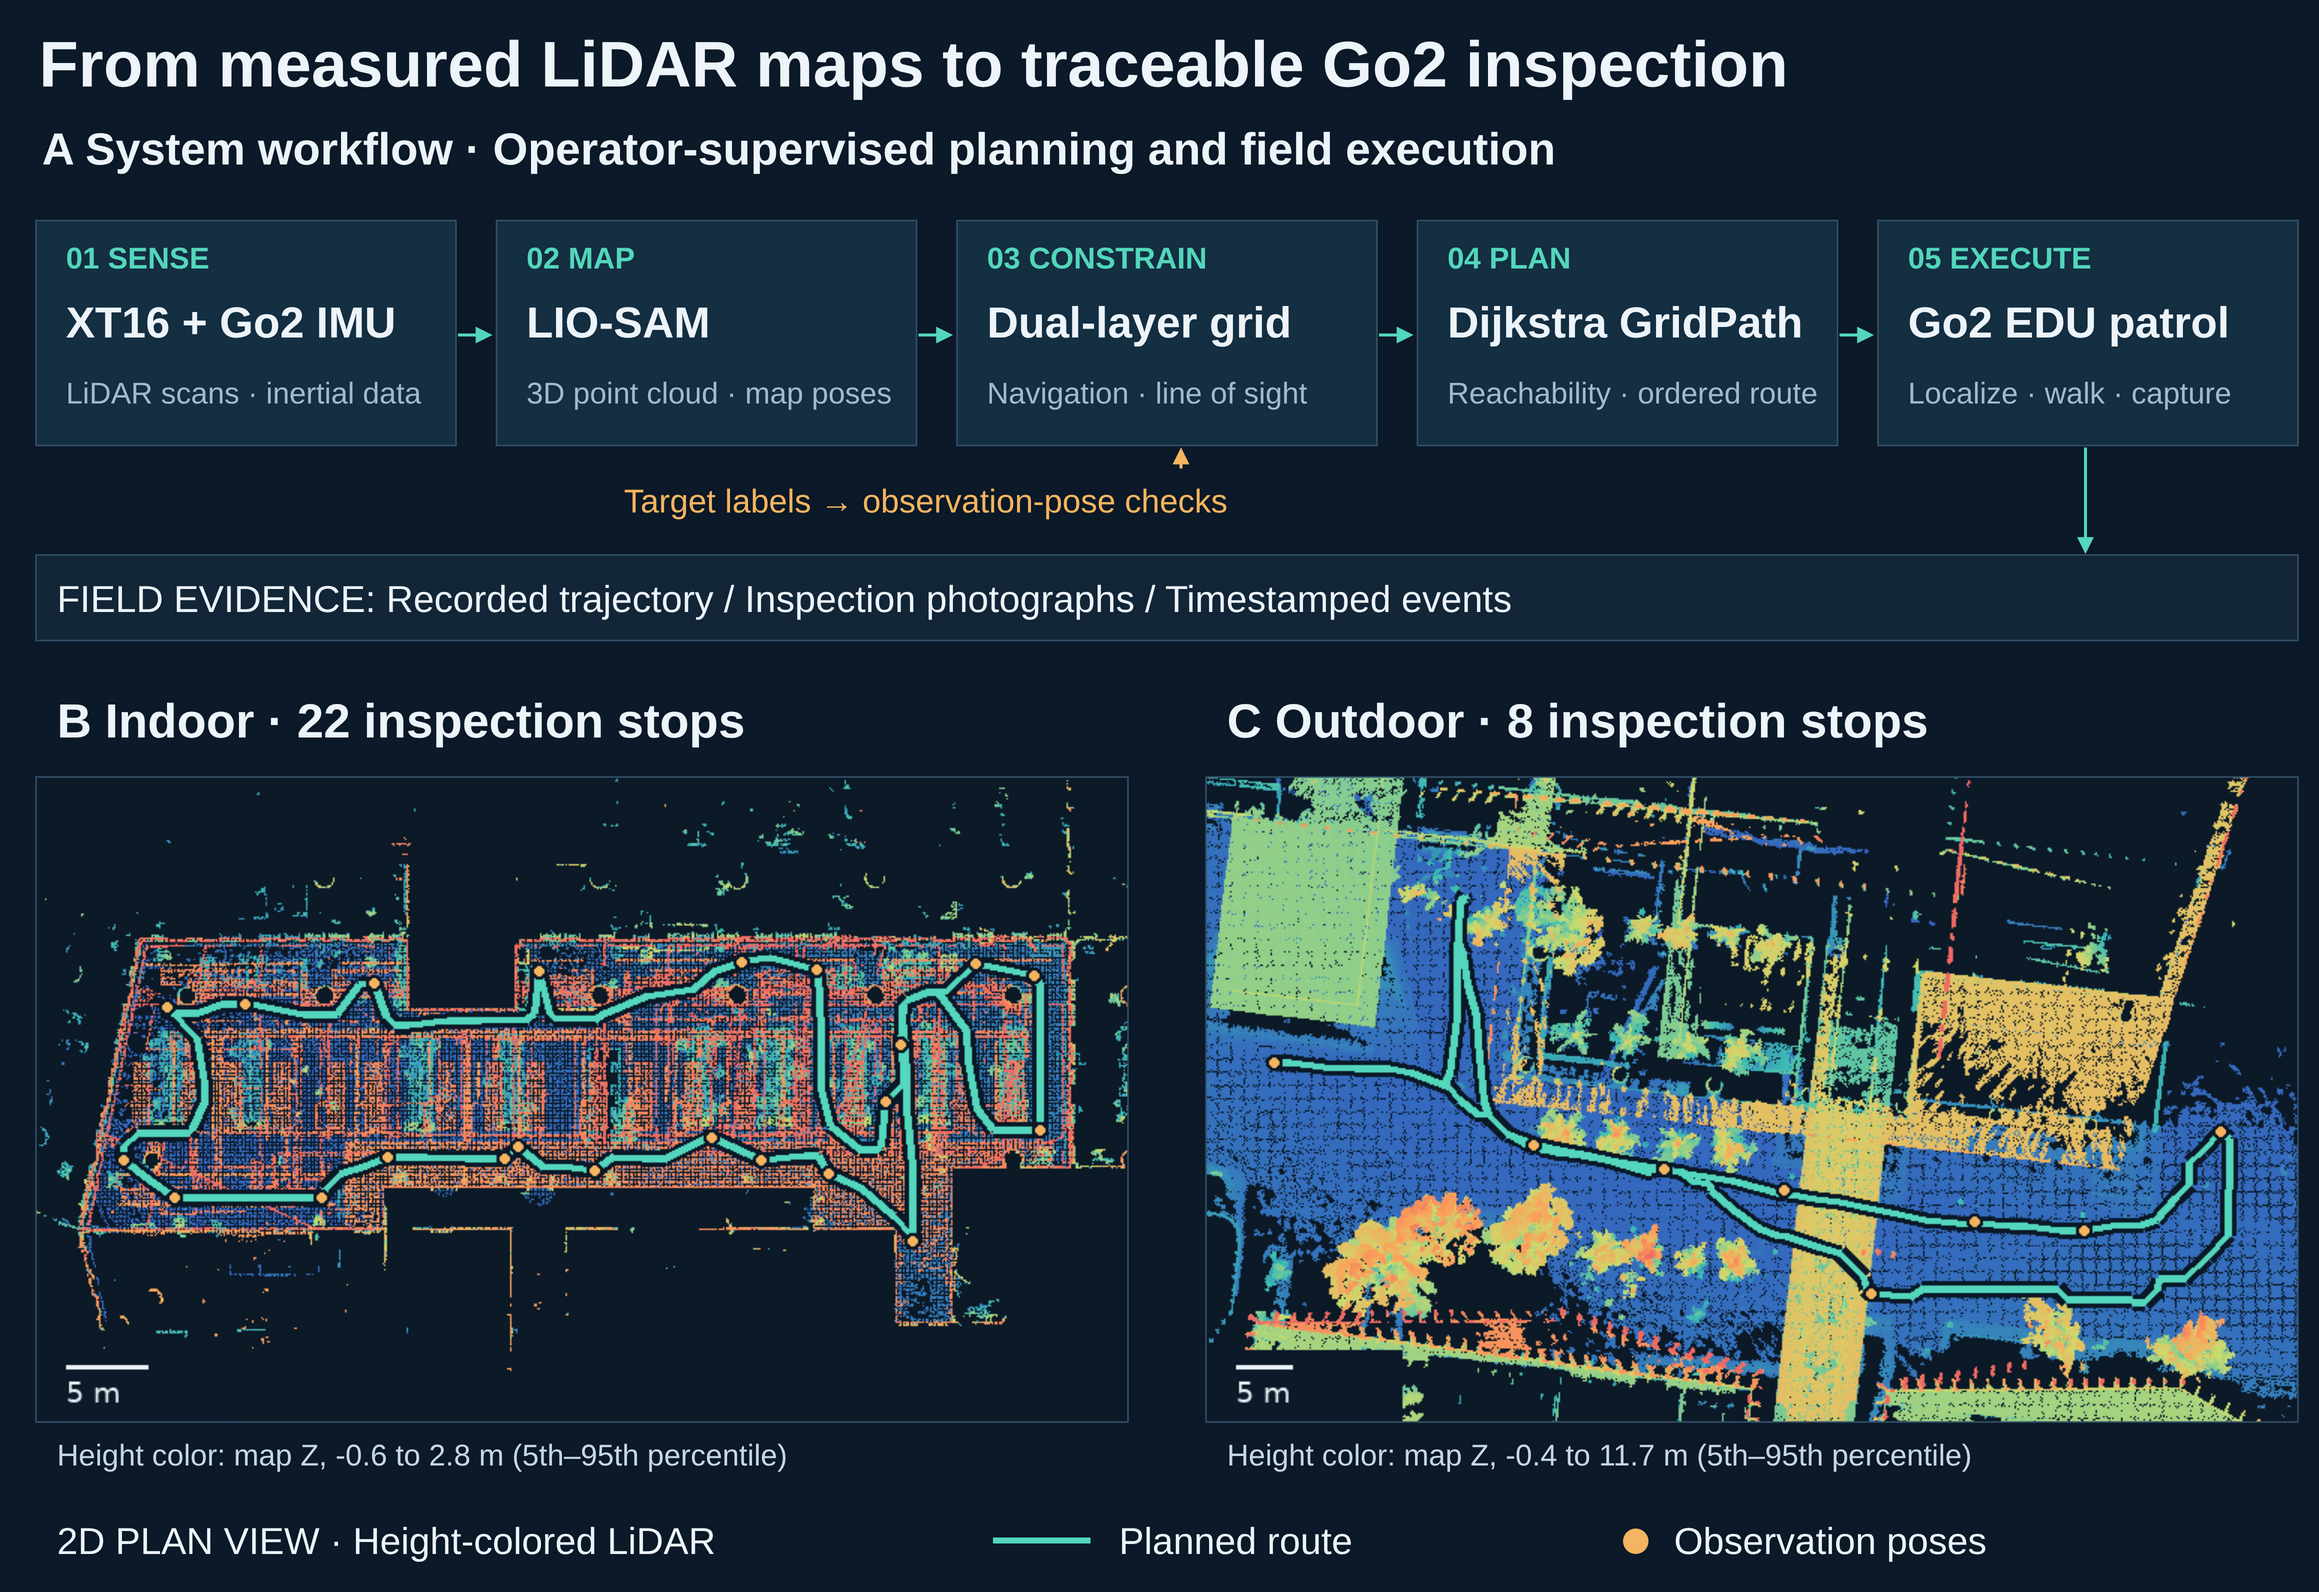 From measured LiDAR maps to traceable Go2 inspection
A System workflow · Operator-supervised planning and field execution
01 SENSE
XT16 + Go2 IMU
LiDAR scans · inertial data
02 MAP
LIO-SAM
3D point cloud · map poses
03 CONSTRAIN
Dual-layer grid
Navigation · line of sight
04 PLAN
Dijkstra GridPath
Reachability · ordered route
05 EXECUTE
Go2 EDU patrol
Localize · walk · capture
Target labels → observation-pose checks
FIELD EVIDENCE: Recorded trajectory / Inspection photographs / Timestamped events
B Indoor · 22 inspection stops
C Outdoor · 8 inspection stops
5 m
5 m
Height color: map Z, -0.6 to 2.8 m (5th–95th percentile)
Height color: map Z, -0.4 to 11.7 m (5th–95th percentile)
2D PLAN VIEW · Height-colored LiDAR
Planned route
Observation poses